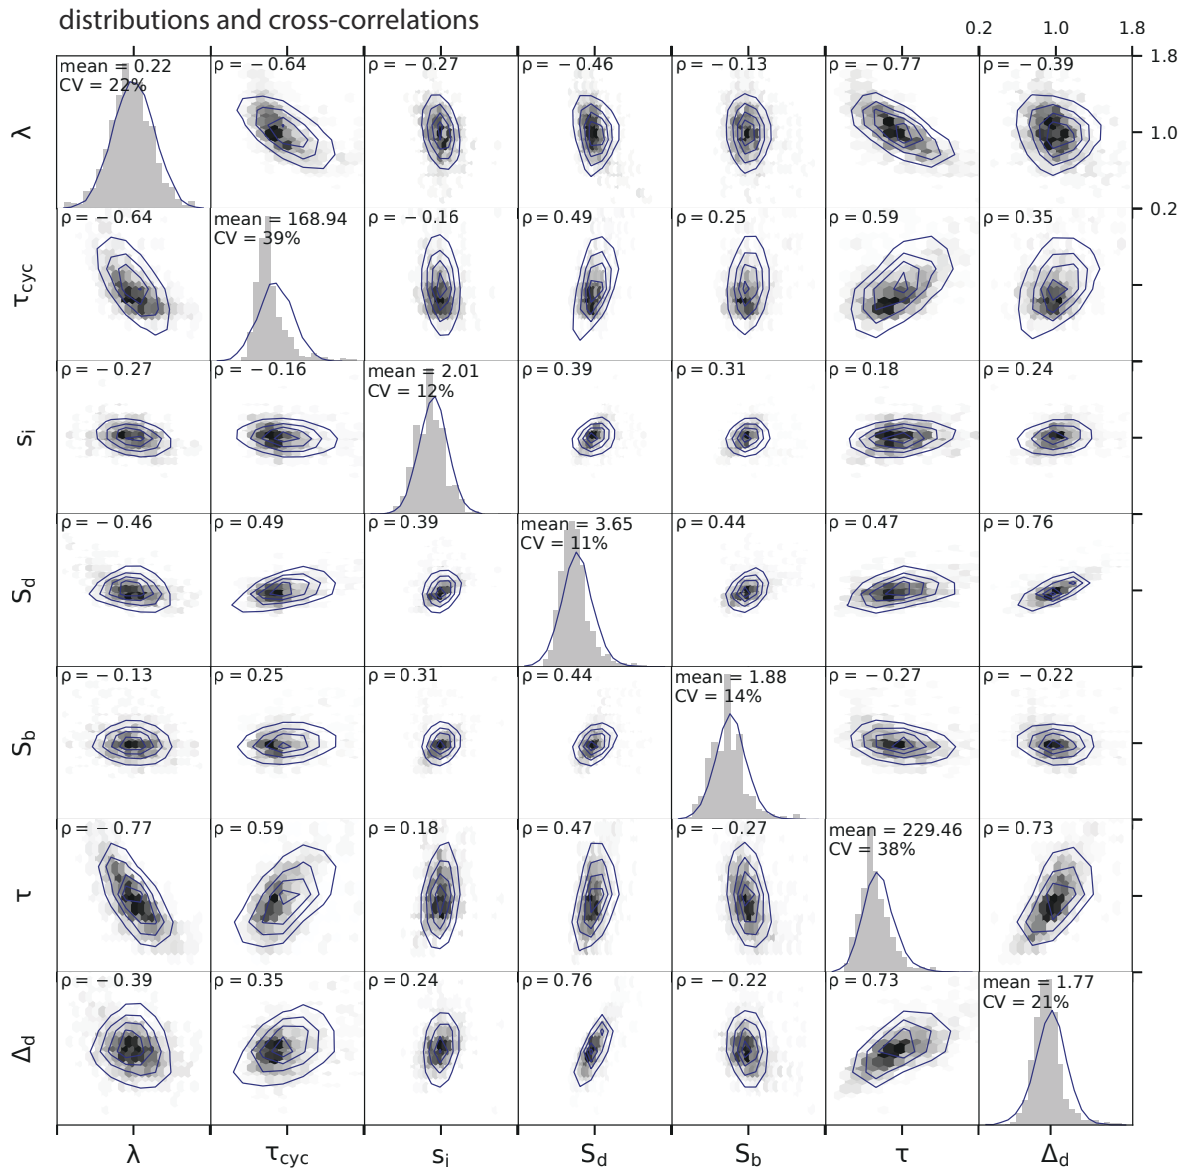 distributions and cross-correlations
0.2 1.0 1.8
mean = 0.22 ρ = − 0.64 ρ = − 0.27 ρ = − 0.46 ρ = − 0.13 ρ = − 0.77 ρ = − 0.39 1.8
CV = 22%
λ 1.0
0.2
ρ = − 0.64 mean = 168.94 ρ = − 0.16 ρ = 0.49 ρ = 0.25 ρ = 0.59 ρ = 0.35
CV = 39%
τcyc
ρ = − 0.27 ρ = − 0.16 mean = 2.01 ρ = 0.39 ρ = 0.31 ρ = 0.18 ρ = 0.24
CV = 12%
si
ρ = − 0.46 ρ = 0.49 ρ = 0.39 mean = 3.65 ρ = 0.44 ρ = 0.47 ρ = 0.76
CV = 11%
Sd
ρ = − 0.13 ρ = 0.25 ρ = 0.31 ρ = 0.44 mean = 1.88 ρ = − 0.27 ρ = − 0.22
CV = 14%
Sb
ρ = − 0.77 ρ = 0.59 ρ = 0.18 ρ = 0.47 ρ = − 0.27 mean = 229.46 ρ = 0.73
CV = 38%
τ
ρ = − 0.39 ρ = 0.35 ρ = 0.24 ρ = 0.76 ρ = − 0.22 ρ = 0.73 mean = 1.77
CV = 21%
Δd
λ τcyc si Sd Sb τ Δd